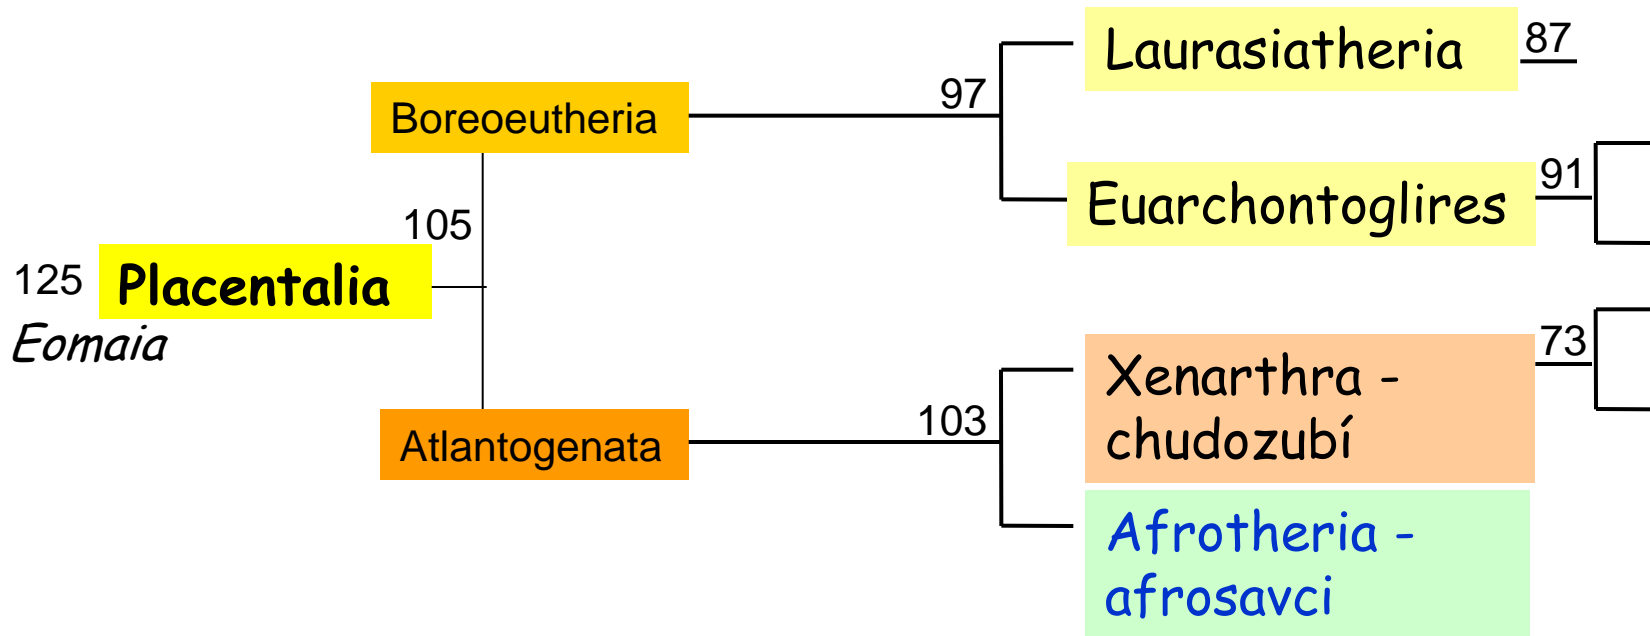 Laurasiatheria
87
97
Boreoeutheria
91
Euarchontoglires
105
125
Placentalia
Eomaia
73
Xenarthra -
chudozubí
103
Atlantogenata
Afrotheria -
afrosavci